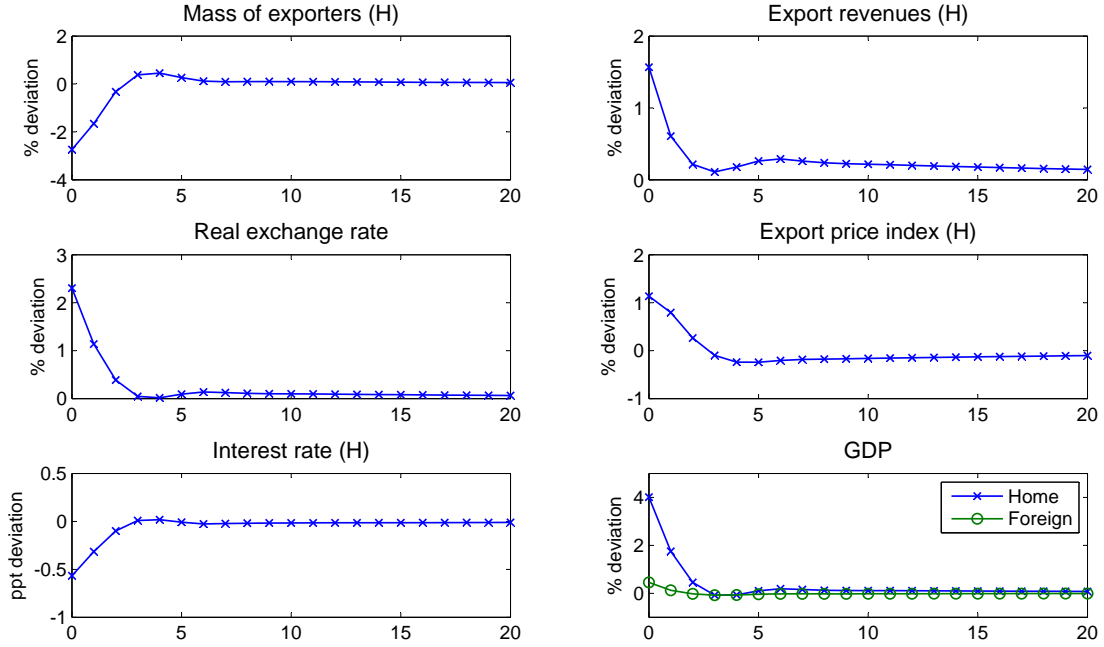 Mass of exporters (H)
% deviation
2
0
-2
-4
0 5 10 15 20
Export revenues (H)
% deviation
2
1
0
0 5 10 15 20
Real exchange rate
% deviation
3
2
1
0
0 5 10 15 20
Export price index (H)
% deviation
2
1
0
-1
0 5 10 15 20
Interest rate (H)
ppt deviation
0.5
0
-0.5
-1
0 5 10 15 20
GDP
% deviation
4
2
0
0 5 10 15 20
Home
Foreign